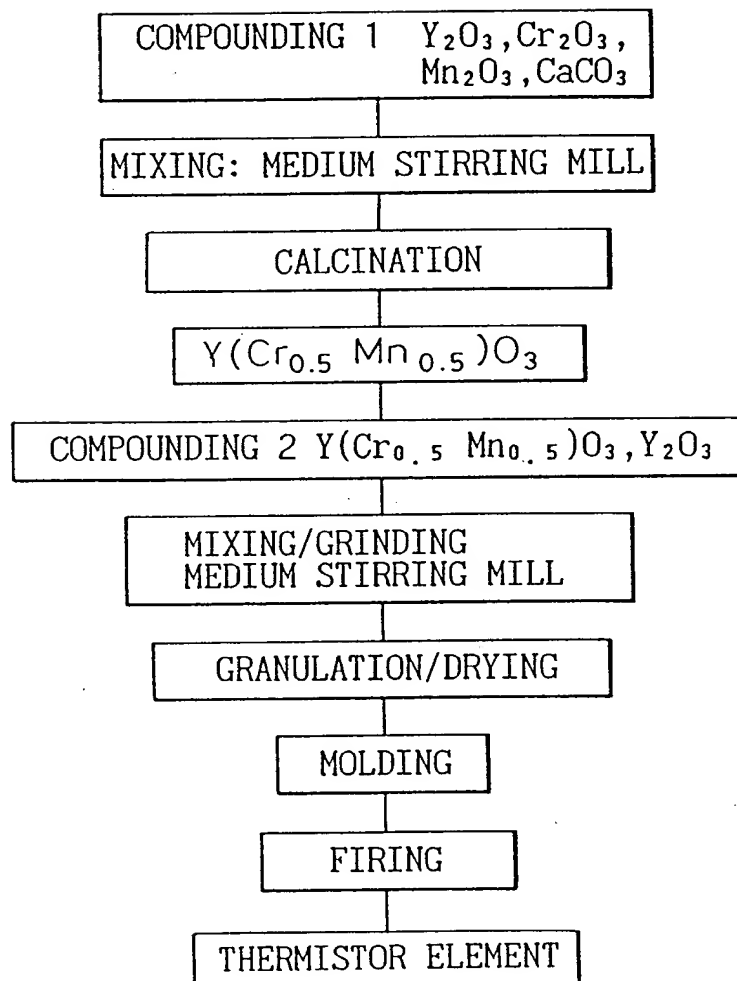 COMPOUNDING 1 Y₂O₃,Cr₂O₃,
Mn₂O₃,CaCO₃
MIXING: MEDIUM STIRRING MILL
CALCINATION
Y(Cr₀.₅ Mn₀.₅)O₃
COMPOUNDING 2 Y(Cr₀.₅ Mn₀.₅)O₃,Y₂O₃
MIXING/GRINDING
MEDIUM STIRRING MILL
GRANULATION/DRYING
MOLDING
FIRING
THERMISTOR ELEMENT